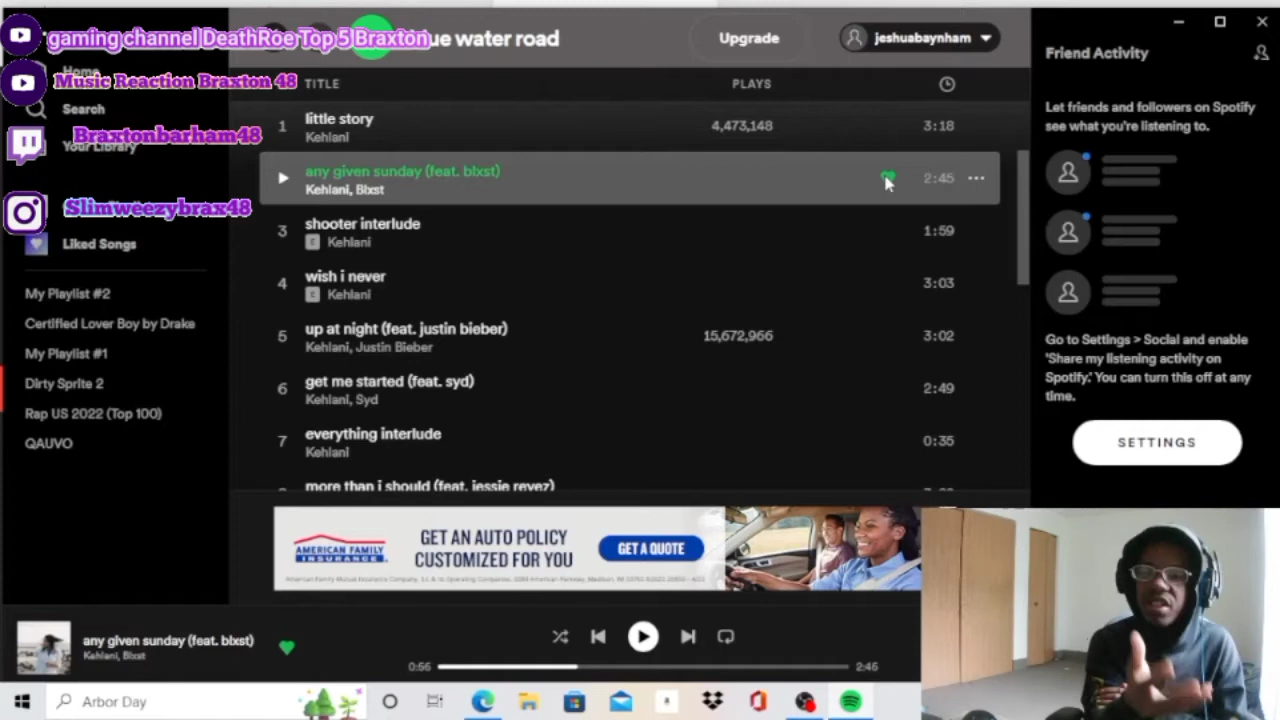 gaming channel DeathRoe Top 5 Braxton
ue water road
Upgrade
jeshuabaynham
Friend Activity
Home
Music Reaction Braxton 48
Search
Braxtonbarham48
Your Library
Slimweezybrax48
Liked Songs
My Playlist #2
Certified Lover Boy by Drake
My Playlist #1
Dirty Sprite 2
Rap US 2022 (Top 100)
QAUVO
TITLE
PLAYS
1
little story
Kehlani
4,473,148
3:18
any given sunday (feat. blxst)
Kehlani, Blxst
2:45
3
shooter interlude
E Kehlani
1:59
4
wish i never
E Kehlani
3:03
5
up at night (feat. justin bieber)
Kehlani, Justin Bieber
15,672,966
3:02
6
get me started (feat. syd)
Kehlani, Syd
2:49
7
everything interlude
Kehlani
0:35
more than i should (feat. jessie reyez)
Let friends and followers on Spotify
see what you're listening to.
Go to Settings > Social and enable
'Share my listening activity on
Spotify.' You can turn this off at any
time.
SETTINGS
AMERICAN FAMILY
INSURANCE
GET AN AUTO POLICY
CUSTOMIZED FOR YOU
GET A QUOTE
any given sunday (feat. blxst)
Kehlani, Blxst
0:56
2:45
Arbor Day